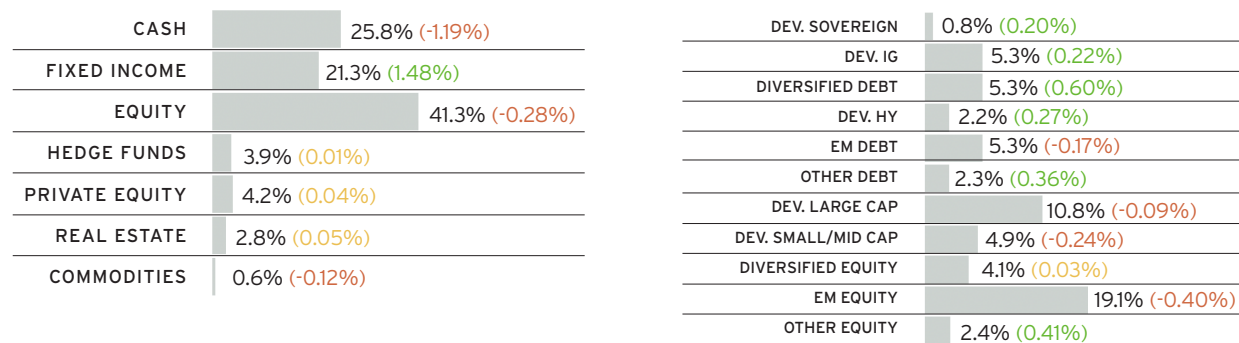 CASH 25.8% (-1.19%)
FIXED INCOME 21.3% (1.48%)
EQUITY 41.3% (-0.28%)
HEDGE FUNDS 3.9% (0.01%)
PRIVATE EQUITY 4.2% (0.04%)
REAL ESTATE 2.8% (0.05%)
COMMODITIES 0.6% (-0.12%)
DEV. SOVEREIGN 0.8% (0.20%)
DEV. IG 5.3% (0.22%)
DIVERSIFIED DEBT 5.3% (0.60%)
DEV. HY 2.2% (0.27%)
EM DEBT 5.3% (-0.17%)
OTHER DEBT 2.3% (0.36%)
DEV. LARGE CAP 10.8% (-0.09%)
DEV. SMALL/MID CAP 4.9% (-0.24%)
DIVERSIFIED EQUITY 4.1% (0.03%)
EM EQUITY 19.1% (-0.40%)
OTHER EQUITY 2.4% (0.41%)